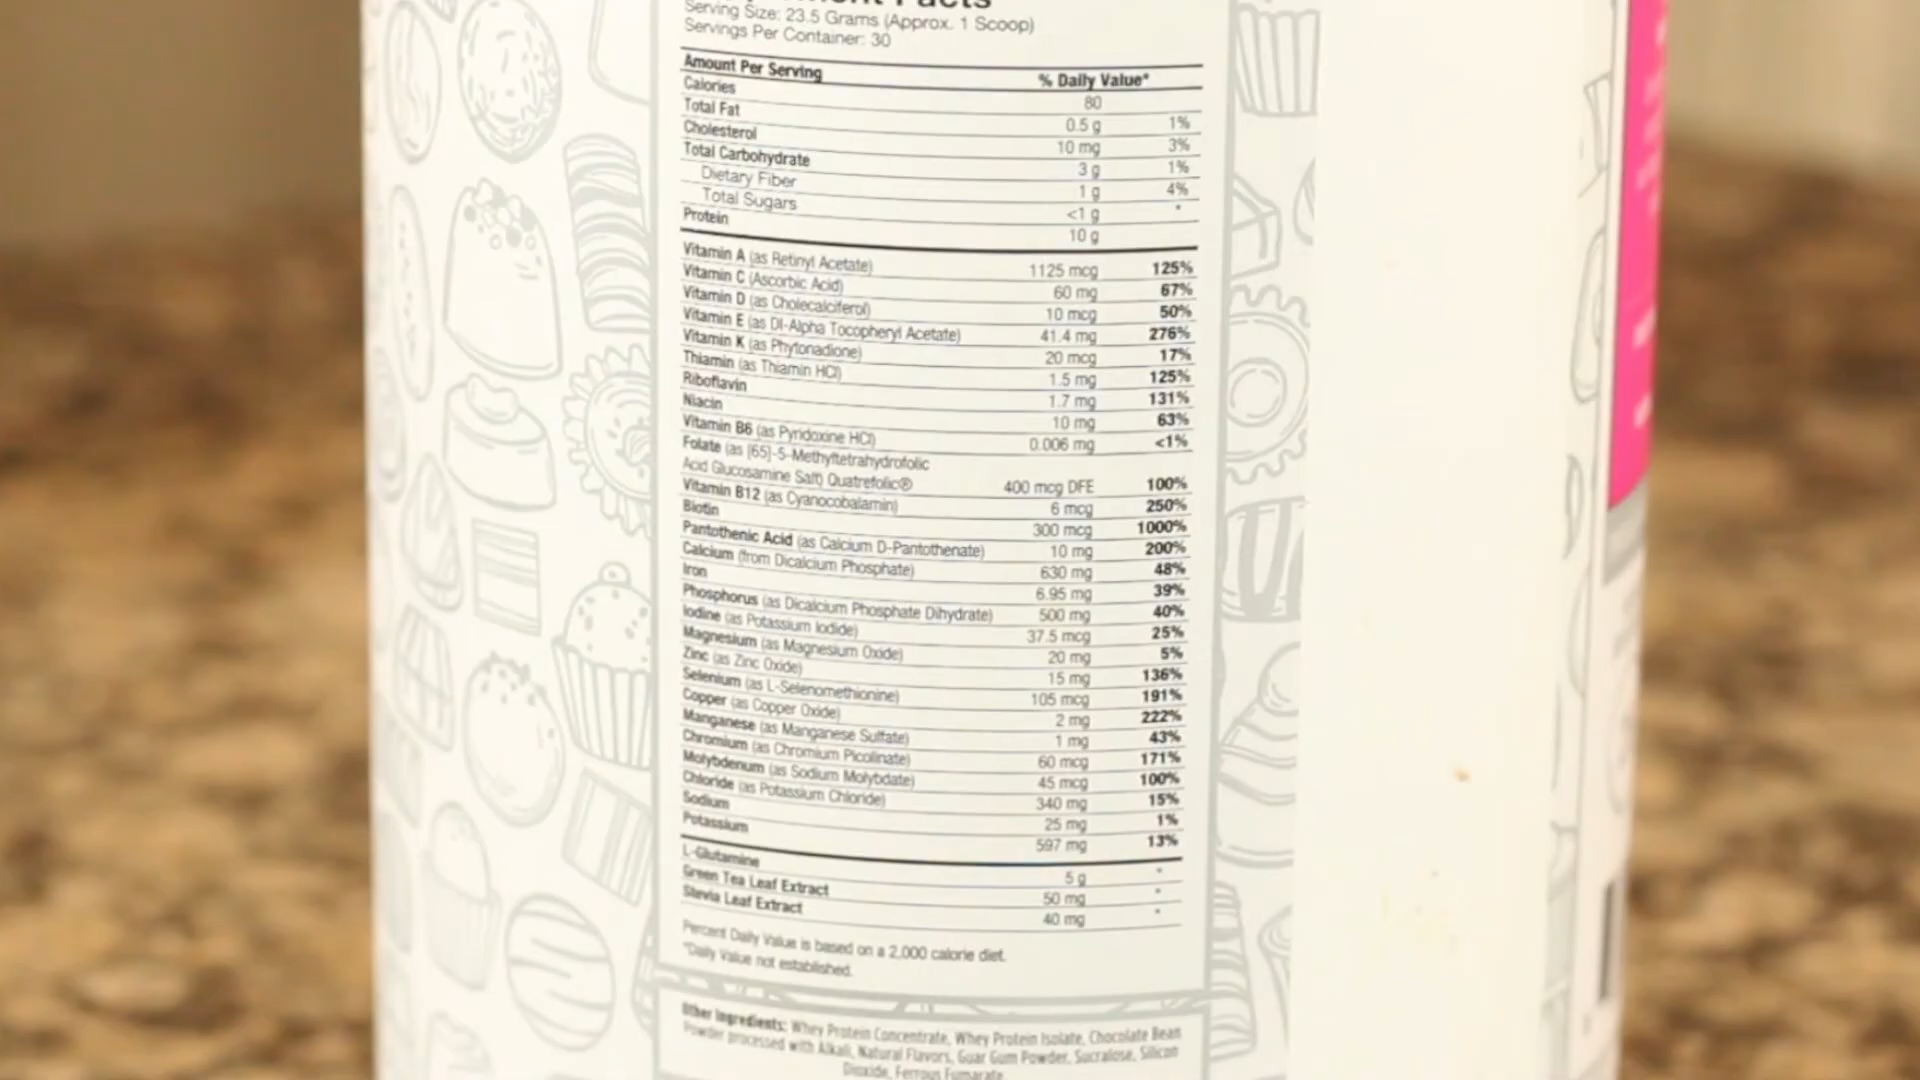 Facts
Serving Size: 23.5 Grams (Approx. 1 Scoop)
Servings Per Container: 30
Amount Per Serving % Daily Value*
Calories 80
Total Fat 0.5 g 1%
Cholesterol 10 mg 3%
Total Carbohydrate 3 g 1%
Dietary Fiber 1 g 4%
Total Sugars <1 g *
Protein 10 g
Vitamin A (as Retinyl Acetate) 1125 mcg 125%
Vitamin C (Ascorbic Acid) 60 mg 67%
Vitamin D (as Cholecalciferol) 10 mcg 50%
Vitamin E (as Dl-Alpha Tocopheryl Acetate) 41.4 mg 276%
Vitamin K (as Phytonadione) 20 mcg 17%
Thiamin (as Thiamin HCl) 1.5 mg 125%
Riboflavin 1.7 mg 131%
Niacin 10 mg 63%
Vitamin B6 (as Pyridoxine HCl) 0.006 mg <1%
Folate (as [65]-5-Methyltetrahydrofolic
Acid Glucosamine Salt) Quatrefolic® 400 mcg DFE 100%
Vitamin B12 (as Cyanocobalamin) 6 mcg 250%
Biotin 300 mcg 1000%
Pantothenic Acid (as Calcium D-Pantothenate) 10 mg 200%
Calcium (from Dicalcium Phosphate) 630 mg 48%
Iron 6.95 mg 39%
Phosphorus (as Dicalcium Phosphate Dihydrate) 500 mg 40%
Iodine (as Potassium Iodide) 37.5 mcg 25%
Magnesium (as Magnesium Oxide) 20 mg 5%
Zinc (as Zinc Oxide) 15 mg 136%
Selenium (as L-Selenomethionine) 105 mcg 191%
Copper (as Copper Oxide) 2 mg 222%
Manganese (as Manganese Sulfate) 1 mg 43%
Chromium (as Chromium Picolinate) 60 mcg 171%
Molybdenum (as Sodium Molybdate) 45 mcg 100%
Chloride (as Potassium Chloride) 340 mg 15%
Sodium 25 mg 1%
Potassium 597 mg 13%
L-Glutamine 5 g *
Green Tea Leaf Extract 50 mg *
Stevia Leaf Extract 40 mg *
Percent Daily Value is based on a 2,000 calorie diet.
*Daily Value not established.
Other Ingredients: Whey Protein Concentrate, Whey Protein Isolate, Chocolate Bean
Powder processed with Alkali, Natural Flavors, Guar Gum Powder, Sucralose, Silicon
Dioxide, Ferrous Fumarate